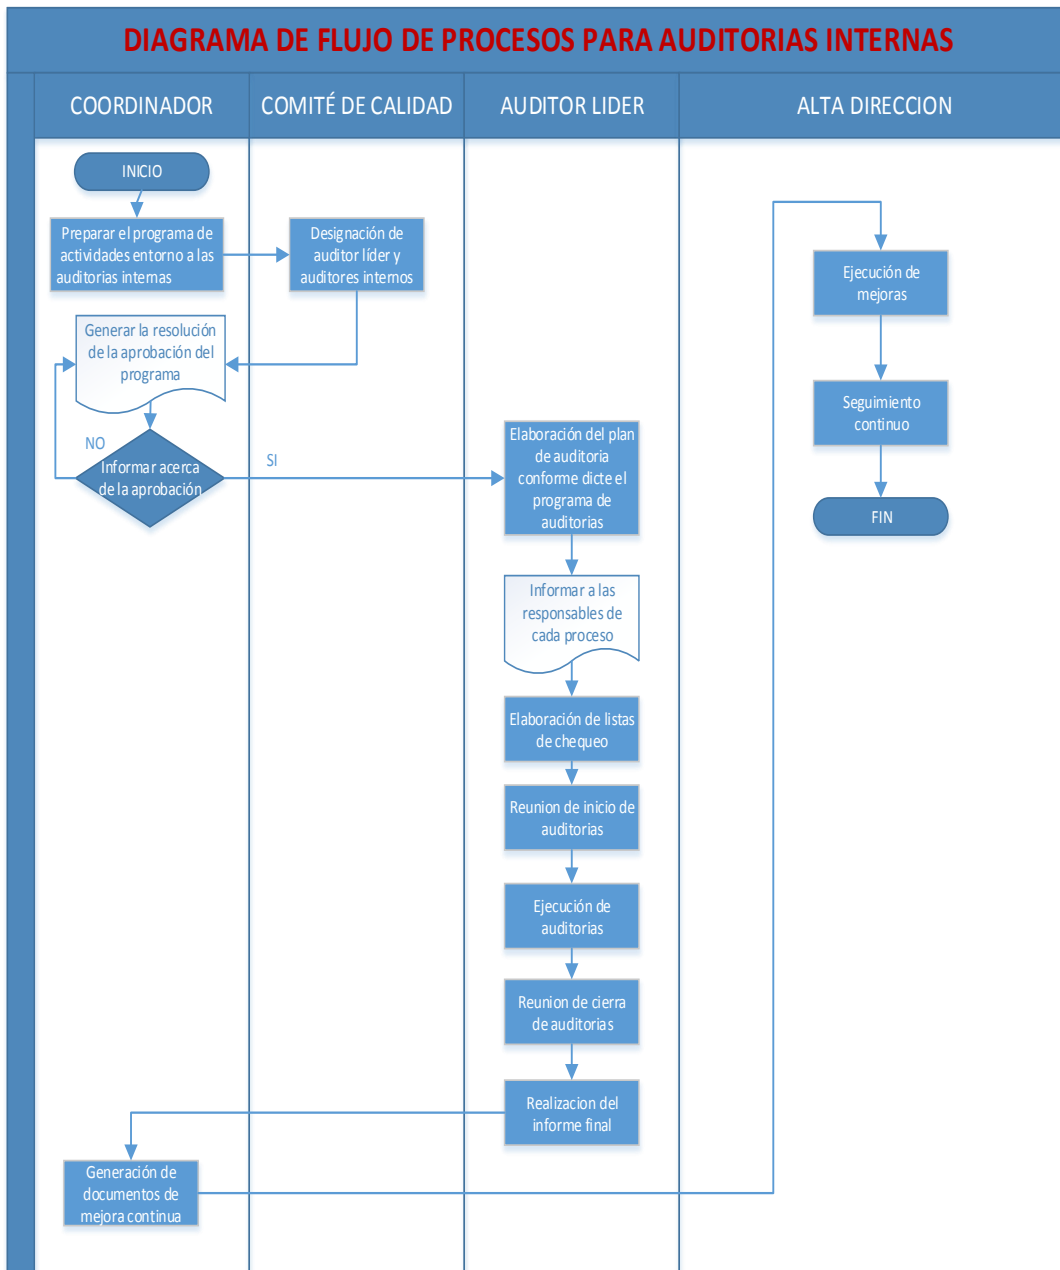 DIAGRAMA DE FLUJO DE PROCESOS PARA AUDITORIAS INTERNAS
COORDINADOR
COMITÉ DE CALIDAD
AUDITOR LIDER
ALTA DIRECCION
INICIO
Preparar el programa de
actividades entorno a las
auditorias internas
Designación de
auditor líder y
auditores internos
Generar la resolución
de la aprobación del
programa
NO
Informar acerca
de la aprobación
SI
Elaboración del plan
de auditoria
conforme dicte el
programa de
auditorias
Informar a las
responsables de
cada proceso
Elaboración de listas
de chequeo
Reunion de inicio de
auditorias
Ejecución de
auditorias
Reunion de cierra
de auditorias
Realizacion del
informe final
Generación de
documentos de
mejora continua
Ejecución de
mejoras
Seguimiento
continuo
FIN